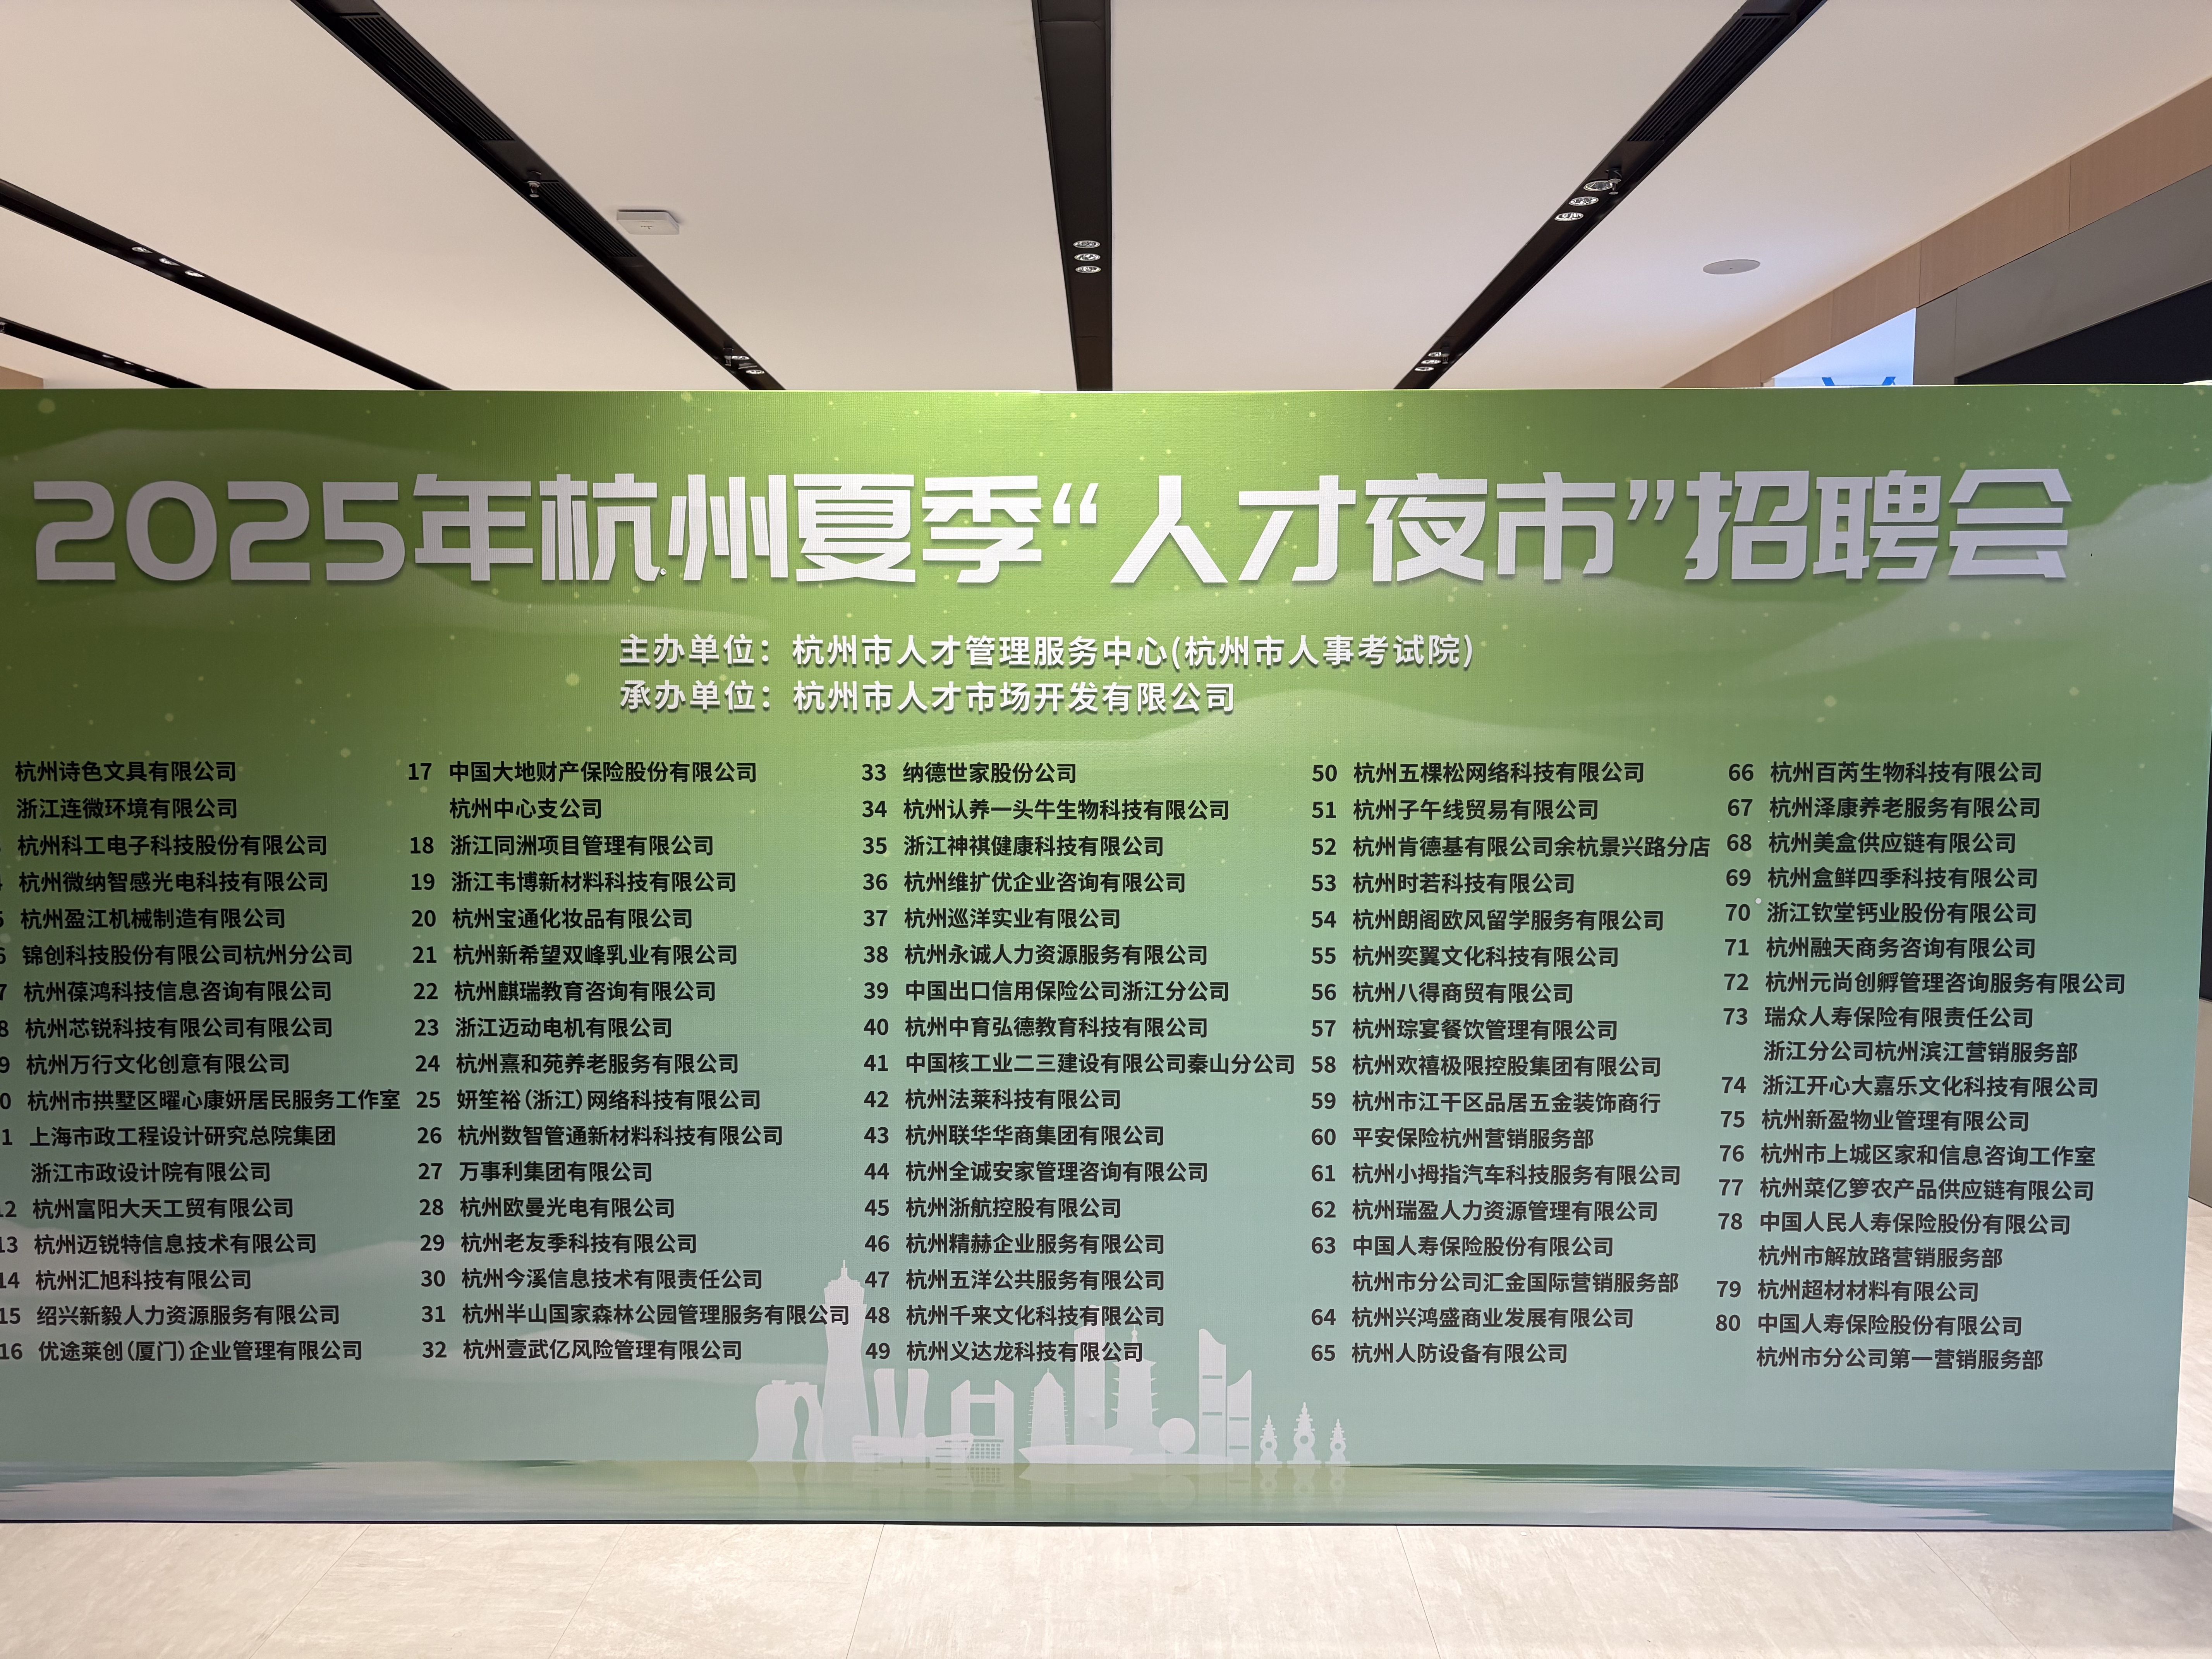 2025年杭州夏季“人才夜市”招聘会
主办单位：杭州市人才管理服务中心(杭州市人事考试院)
承办单位：杭州市人才市场开发有限公司
杭州诗色文具有限公司
浙江连微环境有限公司
杭州科工电子科技股份有限公司
杭州微纳智感光电科技有限公司
杭州盈江机械制造有限公司
锦创科技股份有限公司杭州分公司
7 杭州葆鸿科技信息咨询有限公司
8 杭州芯锐科技有限公司有限公司
9 杭州万行文化创意有限公司
0 杭州市拱墅区曜心康妍居民服务工作室
1 上海市政工程设计研究总院集团
浙江市政设计院有限公司
12 杭州富阳大天工贸有限公司
13 杭州迈锐特信息技术有限公司
14 杭州汇旭科技有限公司
15 绍兴新毅人力资源服务有限公司
16 优途莱创(厦门)企业管理有限公司
17 中国大地财产保险股份有限公司
杭州中心支公司
18 浙江同洲项目管理有限公司
19 浙江韦博新材料科技有限公司
20 杭州宝通化妆品有限公司
21 杭州新希望双峰乳业有限公司
22 杭州麒瑞教育咨询有限公司
23 浙江迈动电机有限公司
24 杭州熹和苑养老服务有限公司
25 妍笙裕(浙江)网络科技有限公司
26 杭州数智管通新材料科技有限公司
27 万事利集团有限公司
28 杭州欧曼光电有限公司
29 杭州老友季科技有限公司
30 杭州今溪信息技术有限责任公司
31 杭州半山国家森林公园管理服务有限公司
32 杭州壹武亿风险管理有限公司
33 纳德世家股份公司
34 杭州认养一头牛生物科技有限公司
35 浙江神祺健康科技有限公司
36 杭州维扩优企业咨询有限公司
37 杭州巡洋实业有限公司
38 杭州永诚人力资源服务有限公司
39 中国出口信用保险公司浙江分公司
40 杭州中育弘德教育科技有限公司
41 中国核工业二三建设有限公司秦山分公司
42 杭州法莱科技有限公司
43 杭州联华华商集团有限公司
44 杭州全诚安家管理咨询有限公司
45 杭州浙航控股有限公司
46 杭州精赫企业服务有限公司
47 杭州五洋公共服务有限公司
48 杭州千来文化科技有限公司
49 杭州义达龙科技有限公司
50 杭州五棵松网络科技有限公司
51 杭州子午线贸易有限公司
52 杭州肯德基有限公司余杭景兴路分店
53 杭州时若科技有限公司
54 杭州朗阁欧风留学服务有限公司
55 杭州奕翼文化科技有限公司
56 杭州八得商贸有限公司
57 杭州琮宴餐饮管理有限公司
58 杭州欢禧极限控股集团有限公司
59 杭州市江干区品居五金装饰商行
60 平安保险杭州营销服务部
61 杭州小拇指汽车科技服务有限公司
62 杭州瑞盈人力资源管理有限公司
63 中国人寿保险股份有限公司
杭州市分公司汇金国际营销服务部
64 杭州兴鸿盛商业发展有限公司
65 杭州人防设备有限公司
66 杭州百芮生物科技有限公司
67 杭州泽康养老服务有限公司
68 杭州美盒供应链有限公司
69 杭州盒鲜四季科技有限公司
70 浙江钦堂钙业股份有限公司
71 杭州融天商务咨询有限公司
72 杭州元尚创孵管理咨询服务有限公司
73 瑞众人寿保险有限责任公司
浙江分公司杭州滨江营销服务部
74 浙江开心大嘉乐文化科技有限公司
75 杭州新盈物业管理有限公司
76 杭州市上城区家和信息咨询工作室
77 杭州菜亿箩农产品供应链有限公司
78 中国人民人寿保险股份有限公司
杭州市解放路营销服务部
79 杭州超材材料有限公司
80 中国人寿保险股份有限公司
杭州市分公司第一营销服务部